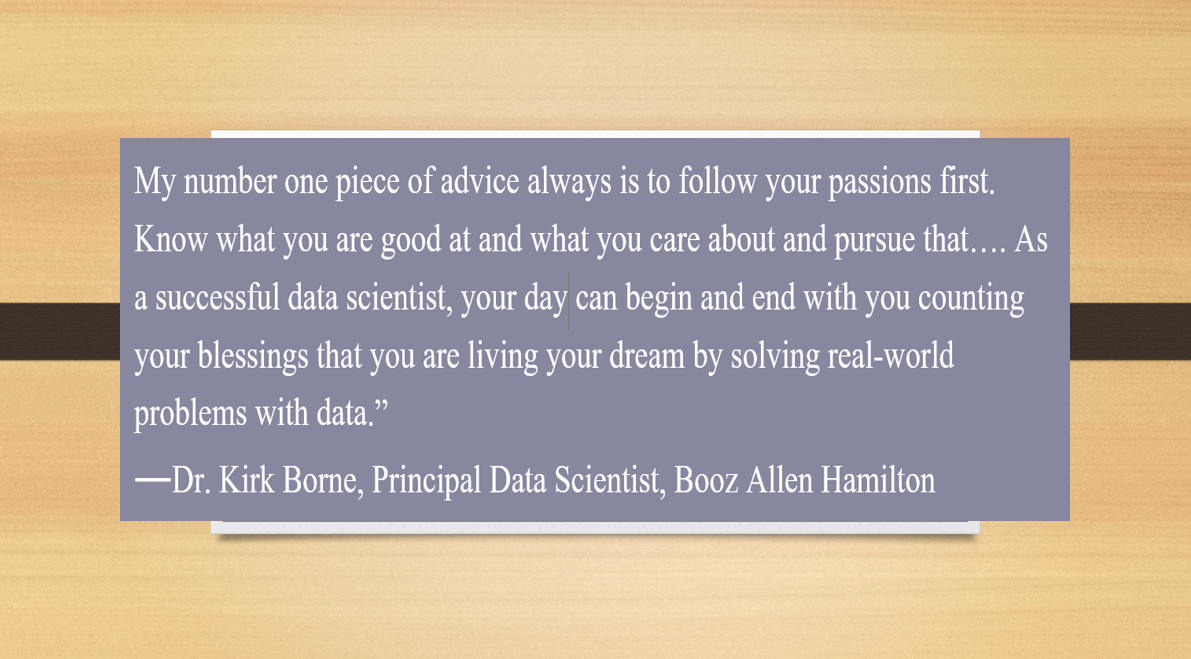 My number one piece of advice always is to follow your passions first.
Know what you are good at and what you care about and pursue that…. As
a successful data scientist, your day can begin and end with you counting
your blessings that you are living your dream by solving real-world
problems with data.”
—Dr. Kirk Borne, Principal Data Scientist, Booz Allen Hamilton